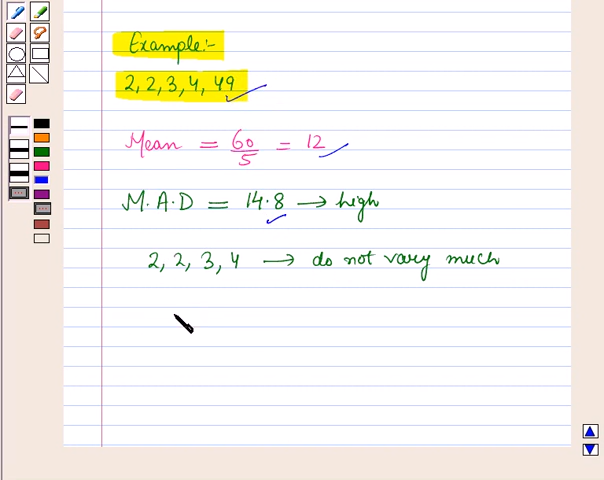 Example:-
2, 2, 3, 4, 49
Mean = 60/5 = 12
M.A.D = 14.8 → high
2, 2, 3, 4 → do not vary much